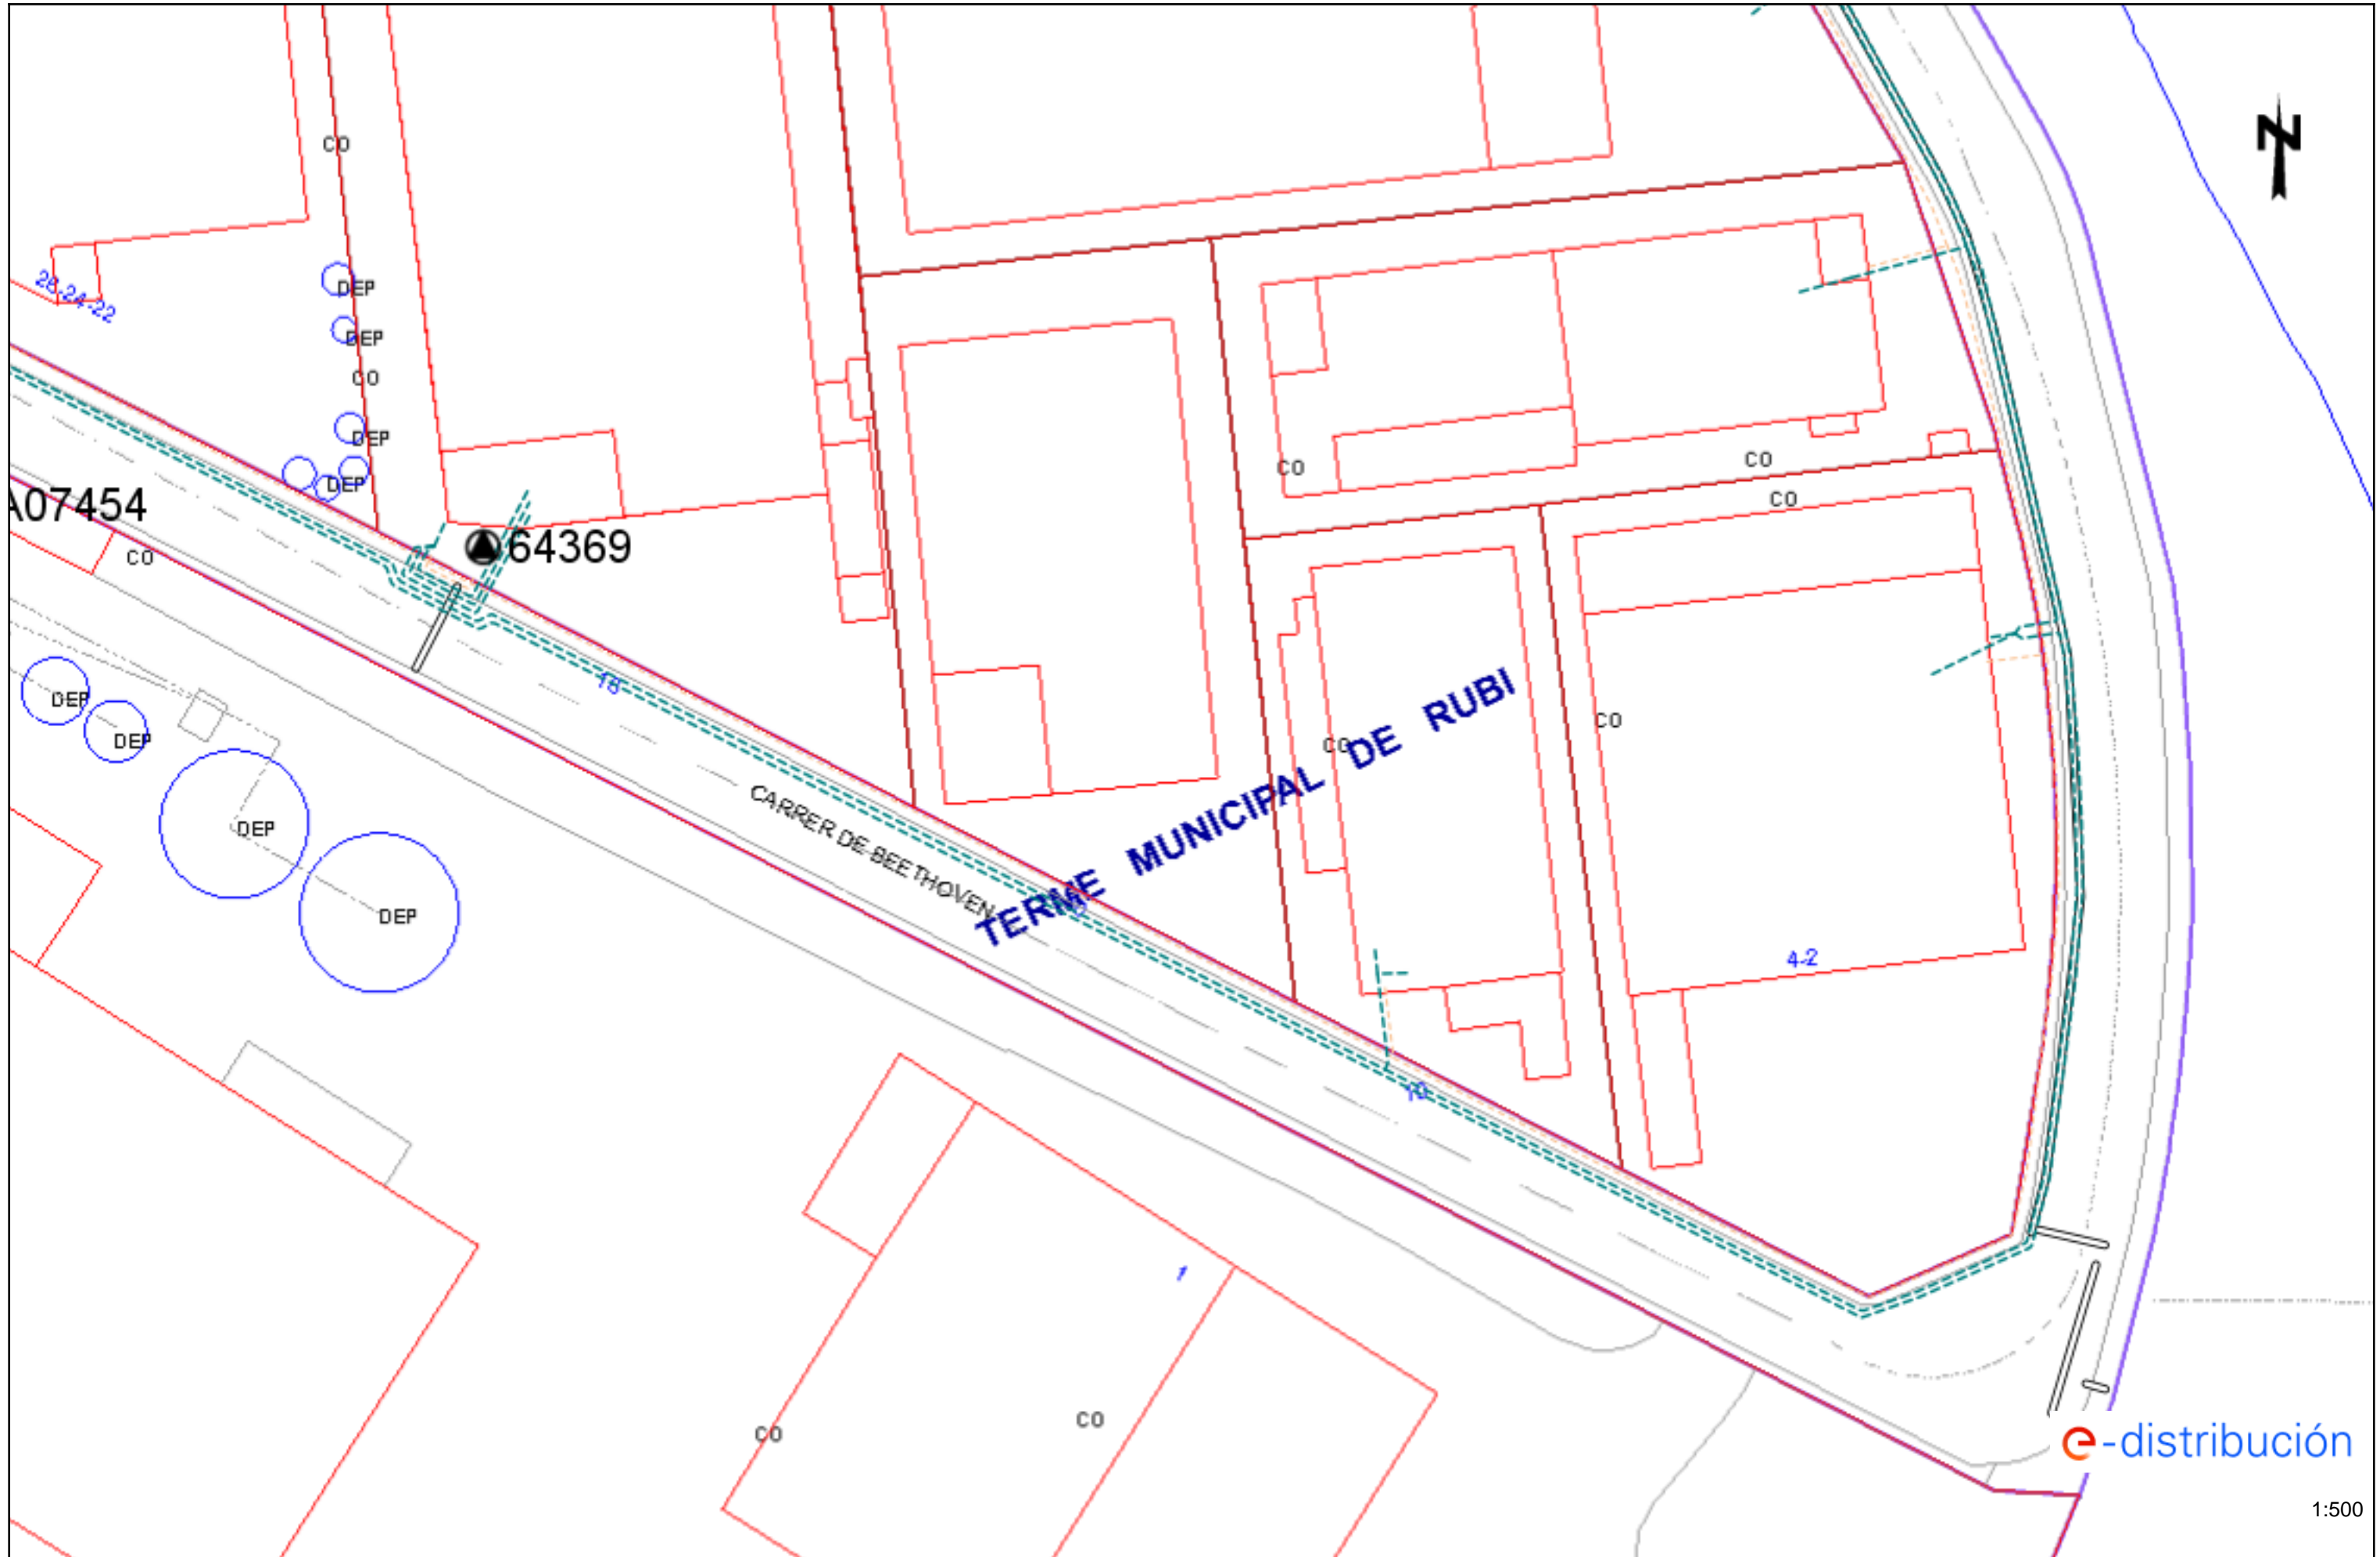 N
CO
DEP
28-24-22
DEP
CO
DEP
DEP
CO
CO
CO
A07454
64369
CO
18
DEP
DEP
TERME MUNICIPAL DE RUBI
CO
CO
CARRER DE BEETHOVEN
DEP
DEP
4-2
10
1
CO
CO
e-distribución
1:500